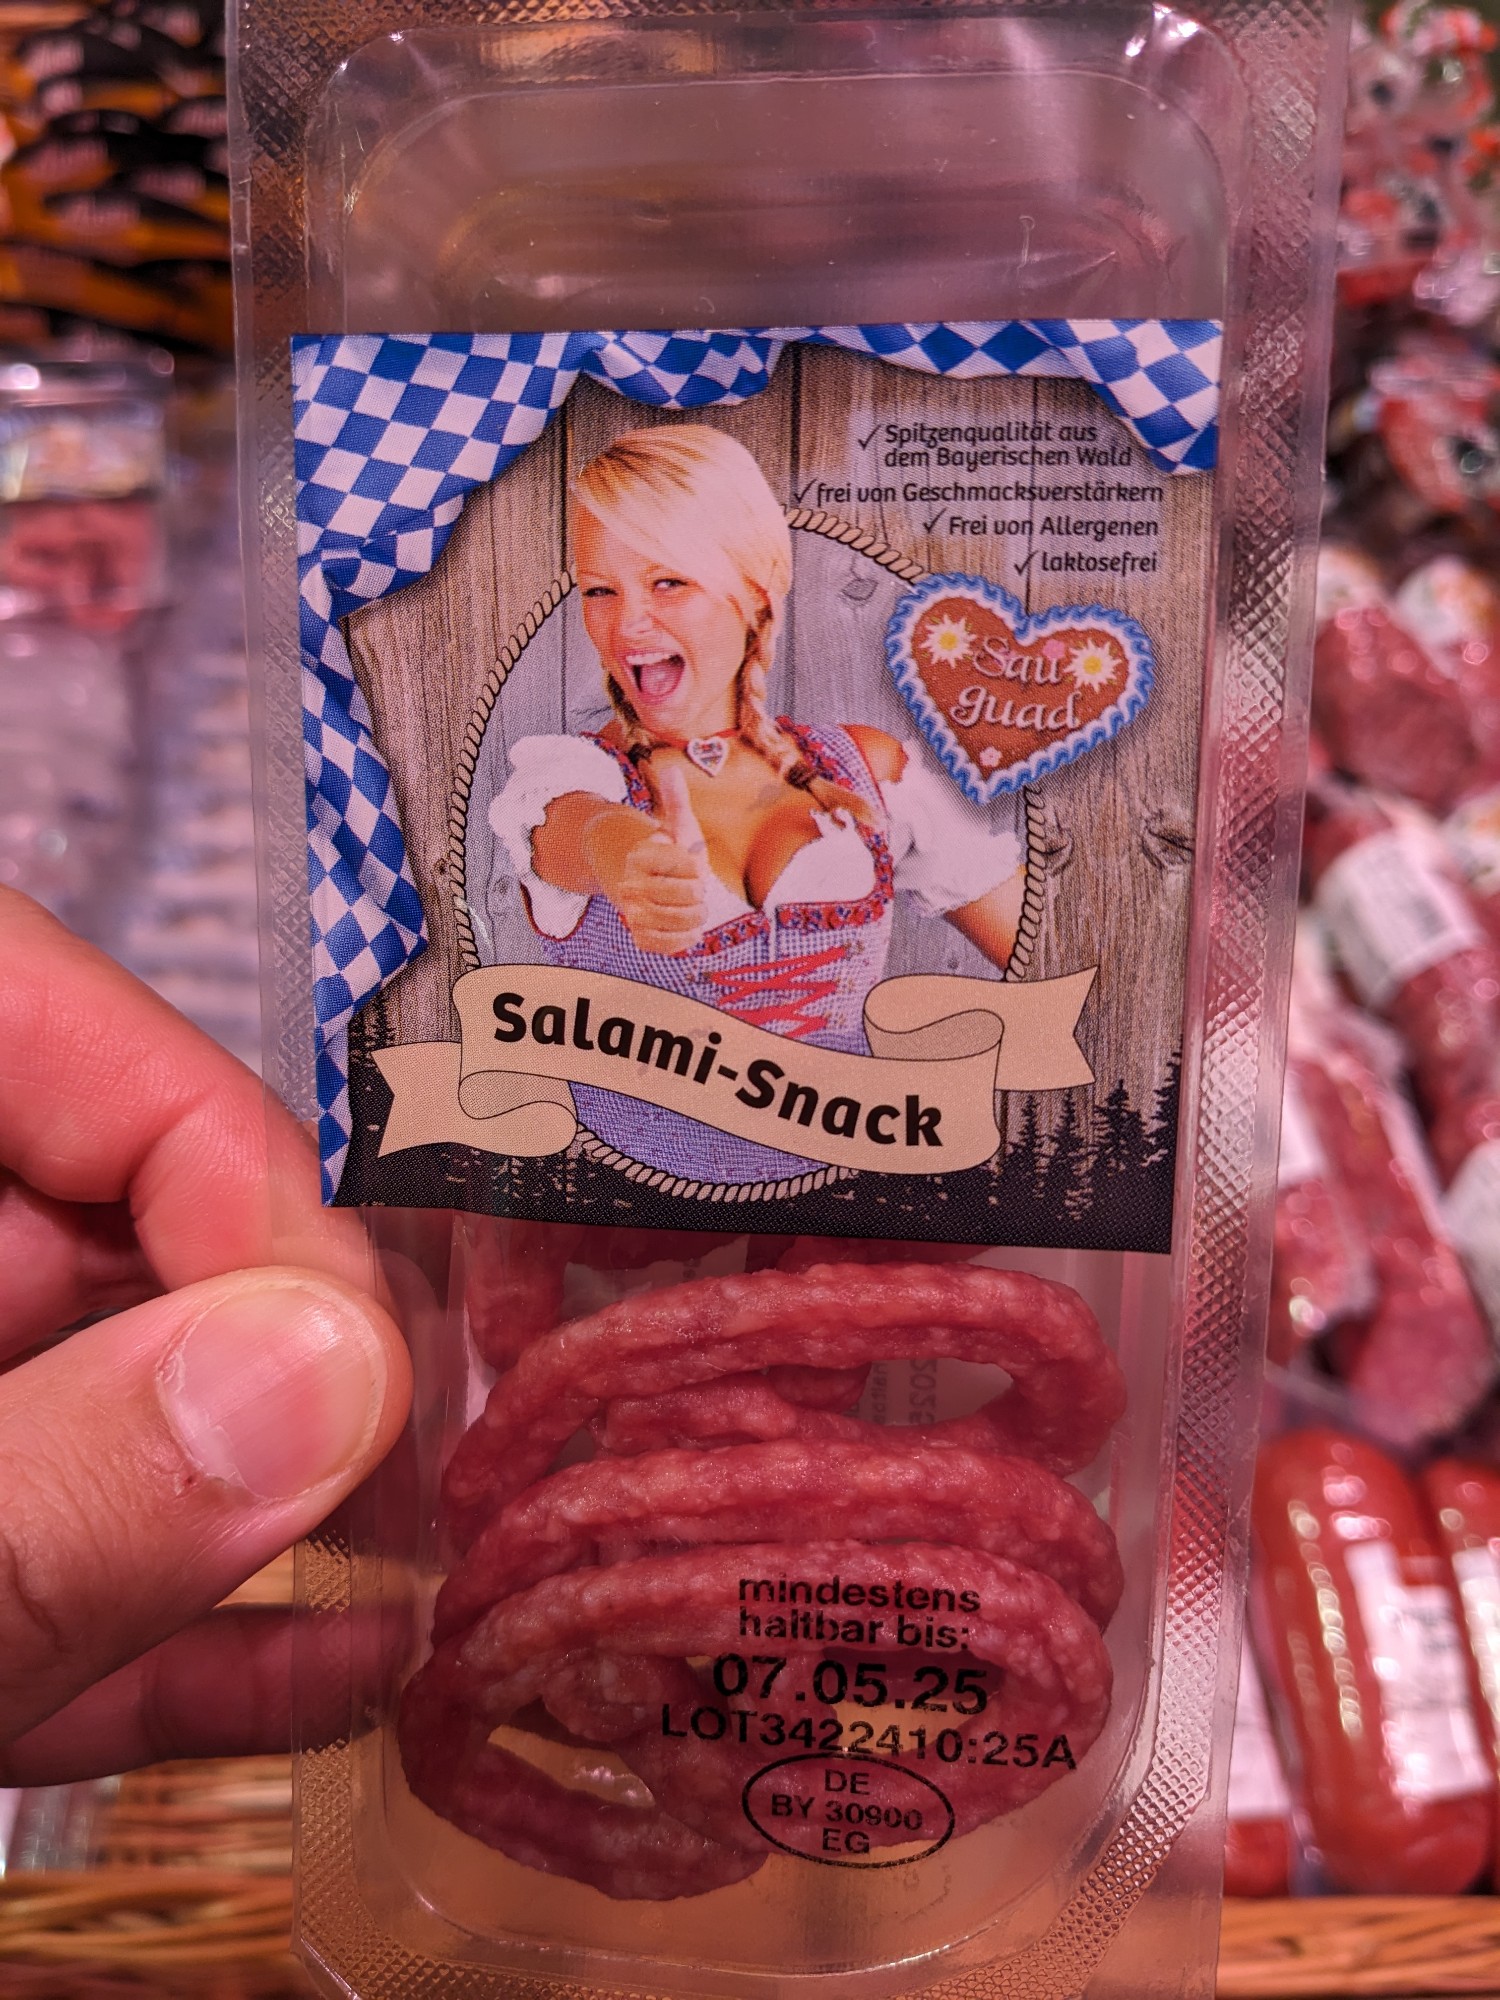 ✓ Spitzenqualität aus
dem Bayerischen Wald
✓ frei von Geschmacksverstärkern
✓ Frei von Allergenen
✓ laktosefrei
Sau
guad
Salami-Snack
mindestens
haltbar bis:
07.05.25
LOT3422410:25A
DE
BY 30900
EG